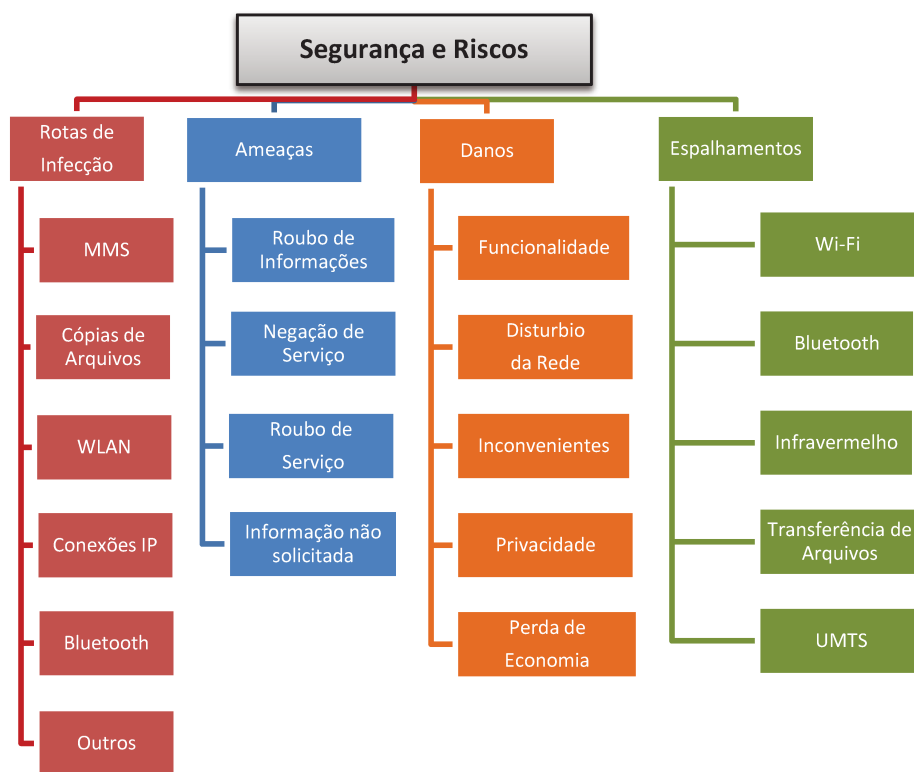 Segurança e Riscos
Rotas de
Infecção
MMS
Cópias de
Arquivos
WLAN
Conexões IP
Bluetooth
Outros
Ameaças
Roubo de
Informações
Negação de
Serviço
Roubo de
Serviço
Informação não
solicitada
Danos
Funcionalidade
Disturbio
da Rede
Inconvenientes
Privacidade
Perda de
Economia
Espalhamentos
Wi-Fi
Bluetooth
Infravermelho
Transferência de
Arquivos
UMTS